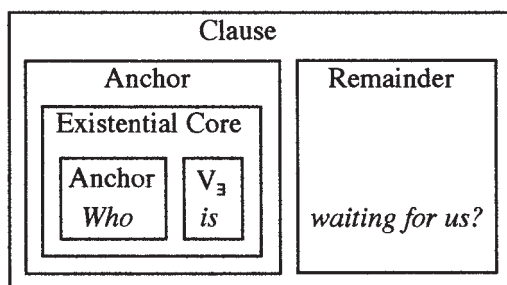 Clause
Anchor Remainder
Existential Core
Anchor V∃
Who is waiting for us?